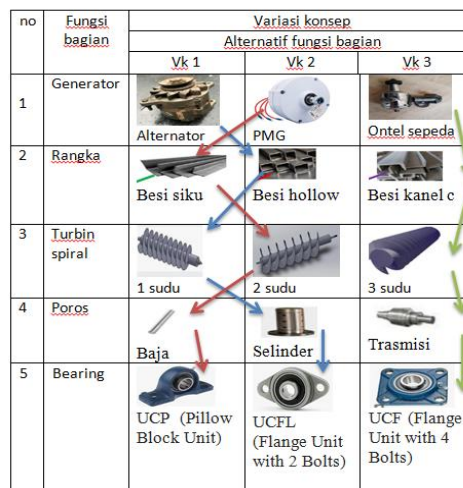 no
Fungsi bagian
Variasi konsep
Alternatif fungsi bagian
Vk 1
Vk 2
Vk 3
1
Generator
Alternator
PMG
Ontel sepeda
2
Rangka
Besi siku
Besi hollow
Besi kanel c
3
Turbin spiral
1 sudu
2 sudu
3 sudu
4
Poros
Baja
Selinder
Trasmisi
5
Bearing
UCP (Pillow
Block Unit)
UCFL
(Flange Unit
with 2 Bolts)
UCF (Flange
Unit with 4
Bolts)